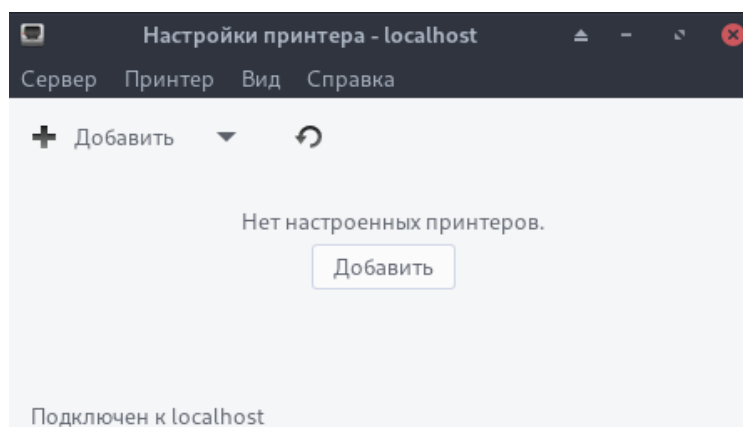 Настройки принтера - localhost
Сервер Принтер Вид Справка
Добавить
Нет настроенных принтеров.
Добавить
Подключен к localhost